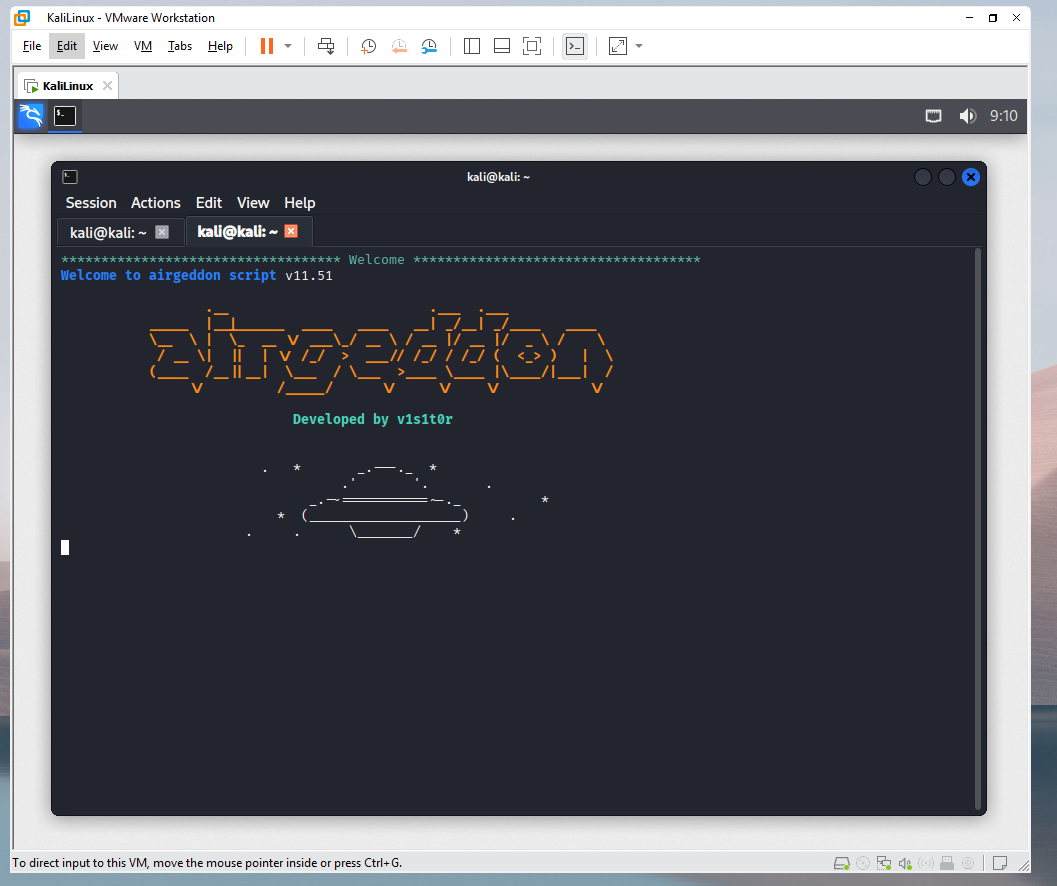 KaliLinux - VMware Workstation
File Edit View VM Tabs Help
KaliLinux
9:10
kali@kali: ~
Session Actions Edit View Help
kali@kali: ~ kali@kali: ~
*********************************** Welcome ************************************
Welcome to airgeddon script v11.51
airgeddon
Developed by v1s1t0r
To direct input to this VM, move the mouse pointer inside or press Ctrl+G.